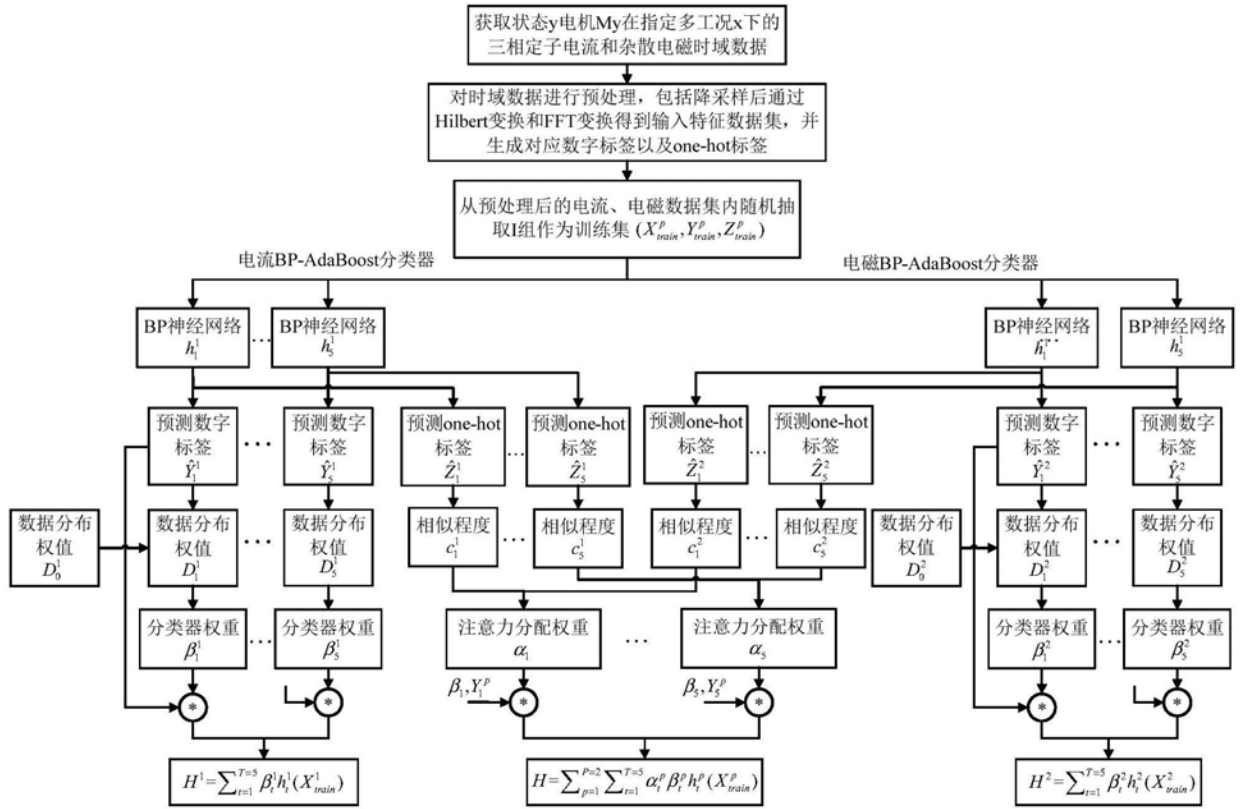 获取状态y电机My在指定多工况x下的
三相定子电流和杂散电磁时域数据
对时域数据进行预处理，包括降采样后通过
Hilbert变换和FFT变换得到输入特征数据集，并
生成对应数字标签以及one-hot标签
从预处理后的电流、电磁数据集内随机抽
取I组作为训练集 (X^p_train,Y^p_train,Z^p_train)
电流BP-AdaBoost分类器
电磁BP-AdaBoost分类器
BP神经网络
h^1_1
…
BP神经网络
h^1_5
BP神经网络
h^1_1
…
BP神经网络
h^1_5
预测数字
标签
Ŷ^1_1
…
预测数字
标签
Ŷ^1_5
预测one-hot
标签
Ẑ^1_1
…
预测one-hot
标签
Ẑ^1_5
预测one-hot
标签
Ẑ^2_1
…
预测one-hot
标签
Ẑ^2_5
预测数字
标签
Ŷ^2_1
…
预测数字
标签
Ŷ^2_5
数据分布
权值
D^1_0
数据分布
权值
D^1_1
…
数据分布
权值
D^1_5
相似程度
c^1_1
…
相似程度
c^1_5
相似程度
c^2_1
…
相似程度
c^2_5
数据分布
权值
D^2_0
数据分布
权值
D^2_1
…
数据分布
权值
D^2_5
分类器权重
β^1_1
…
分类器权重
β^1_5
注意力分配权重
α_1
…
注意力分配权重
α_5
分类器权重
β^2_1
…
分类器权重
β^2_5
*
*
β_1,Y^p_1
*
β_5,Y^p_5
*
*
*
H^1=∑_{t=1}^{T=5} β^1_t h^1_t(X^1_train)
H=∑_{p=1}^{P=2} ∑_{t=1}^{T=5} α^p_t β^p_t h^p_t(X^p_train)
H^2=∑_{t=1}^{T=5} β^2_t h^2_t(X^2_train)